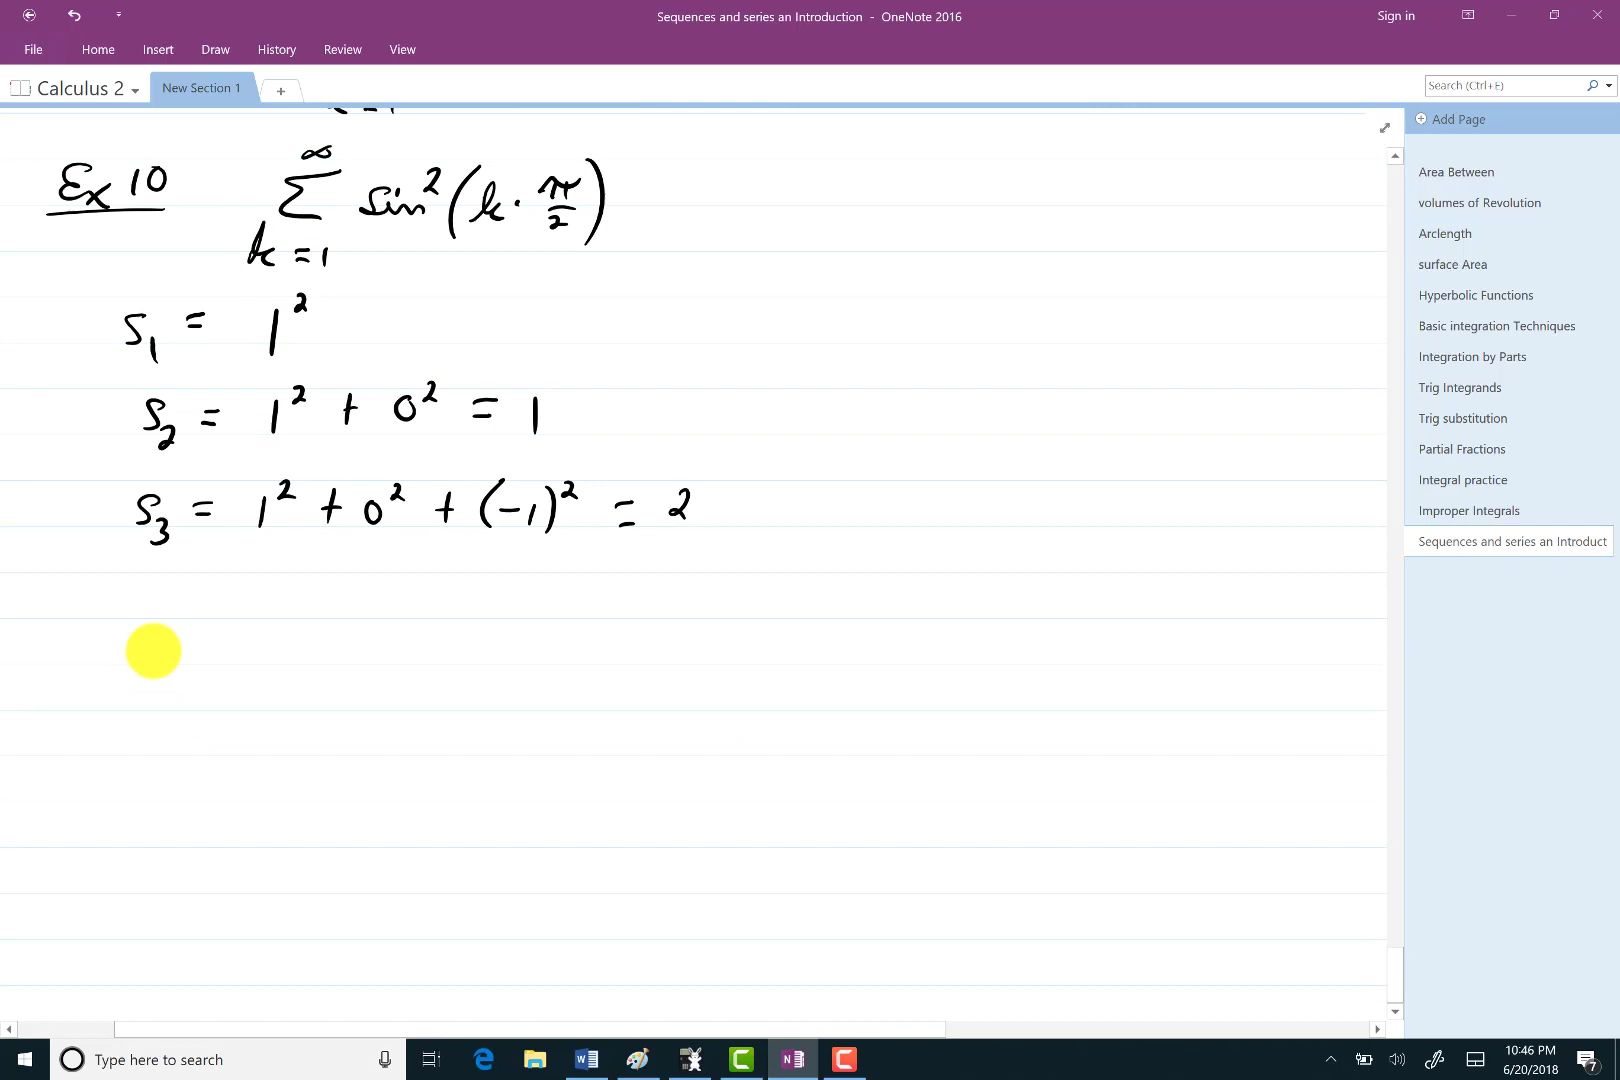 Sequences and series an Introduction - OneNote 2016
Sign in
File Home Insert Draw History Review View
Calculus 2
New Section 1
+
Search (Ctrl+E)
Add Page
Area Between
volumes of Revolution
Arclength
surface Area
Hyperbolic Functions
Basic integration Techniques
Integration by Parts
Trig Integrands
Trig substitution
Partial Fractions
Integral practice
Improper Integrals
Sequences and series an Introduct
Ex 10
∞
Σ sin²(k · π/2)
k = 1
S₁ = 1²
S₂ = 1² + 0² = 1
S₃ = 1² + 0² + (-1)² = 2
Type here to search
10:46 PM
6/20/2018
7